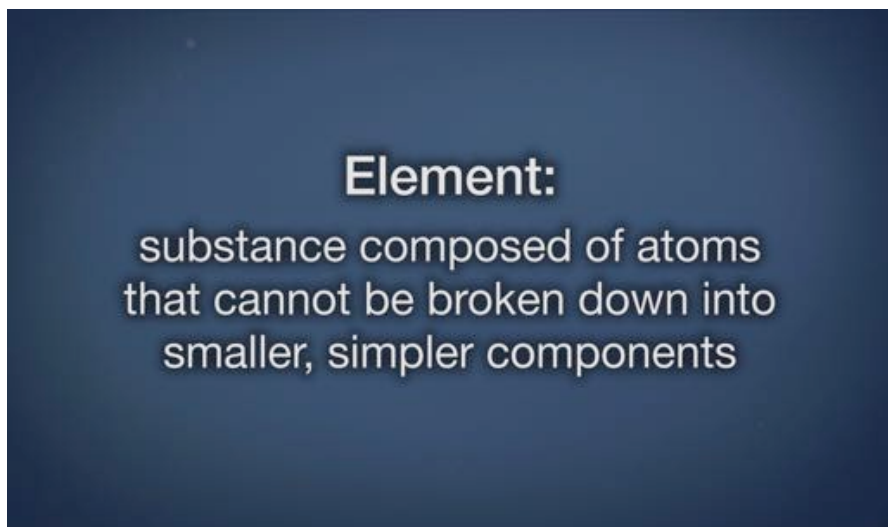 Element:
substance composed of atoms
that cannot be broken down into
smaller, simpler components